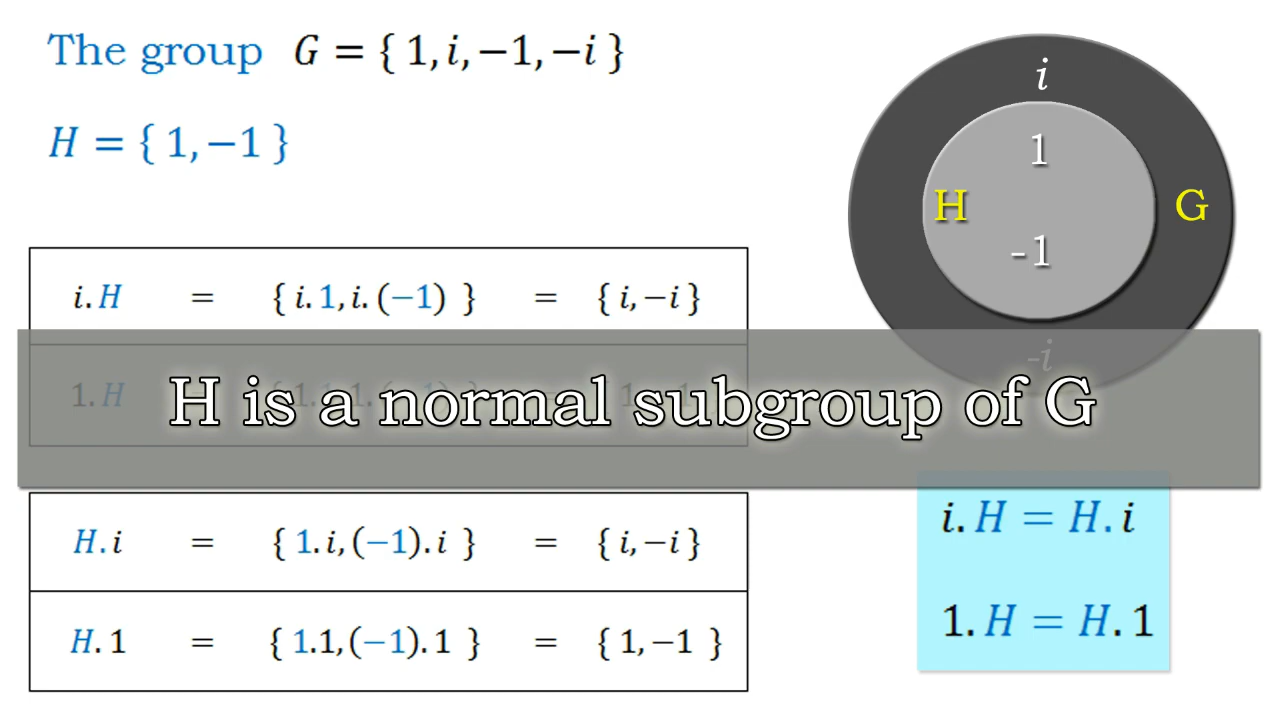 The group G = { 1, i, −1, −i }
H = { 1, −1 }
i
1
H
G
-1
-i
i. H = { i. 1, i. (−1) } = { i, −i }
1. H
H is a normal subgroup of G
H. i = { 1. i, (−1). i } = { i, −i }
H. 1 = { 1.1, (−1). 1 } = { 1, −1 }
i. H = H. i
1. H = H. 1